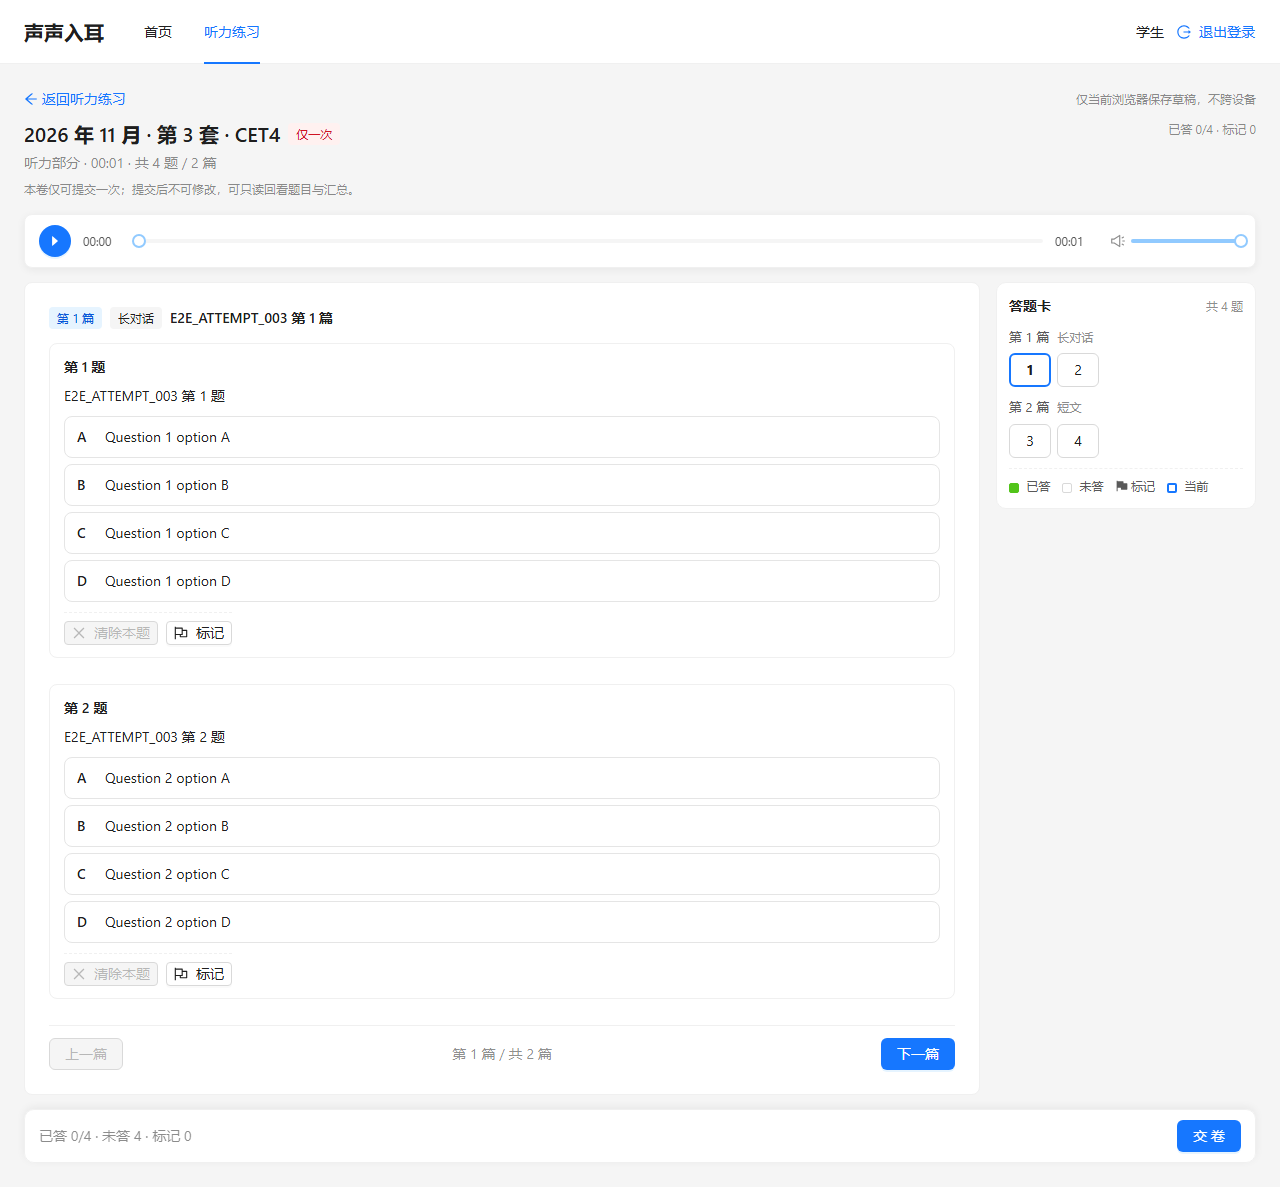 声声入耳
首页
听力练习
学生
退出登录
返回听力练习
仅当前浏览器保存草稿，不跨设备
2026 年 11 月 · 第 3 套 · CET4
仅一次
已答 0/4 · 标记 0
听力部分 · 00:01 · 共 4 题 / 2 篇
本卷仅可提交一次；提交后不可修改，可只读回看题目与汇总。
00:00
00:01
第 1 篇
长对话
E2E_ATTEMPT_003 第 1 篇
第 1 题
E2E_ATTEMPT_003 第 1 题
A Question 1 option A
B Question 1 option B
C Question 1 option C
D Question 1 option D
清除本题
标记
第 2 题
E2E_ATTEMPT_003 第 2 题
A Question 2 option A
B Question 2 option B
C Question 2 option C
D Question 2 option D
清除本题
标记
上一篇
第 1 篇 / 共 2 篇
下一篇
答题卡
共 4 题
第 1 篇 长对话
1 2
第 2 篇 短文
3 4
已答 未答 标记 当前
已答 0/4 · 未答 4 · 标记 0
交 卷